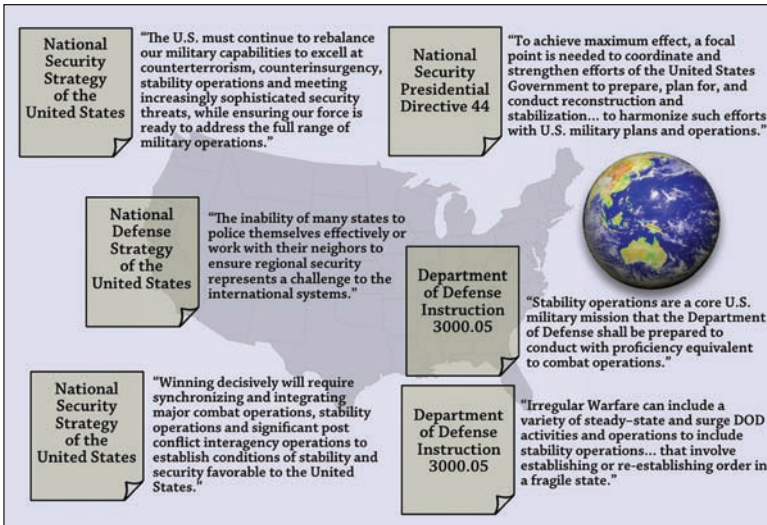 National
Security
Strategy
of the
United States
“The U.S. must continue to rebalance
our military capabilities to excell at
counterterrorism, counterinsurgency,
stability operations and meeting
increasingly sophisticated security
threats, while ensuring our force is
ready to address the full range of
military operations.”
National
Security
Presidential
Directive 44
“To achieve maximum effect, a focal
point is needed to coordinate and
strengthen efforts of the United States
Government to prepare, plan for, and
conduct reconstruction and
stabilization... to harmonize such efforts
with U.S. military plans and operations.”
National
Defense
Strategy
of the
United States
“The inability of many states to
police themselves effectively or
work with their neighors to
ensure regional security
represents a challenge to the
international systems.”
Department
of Defense
Instruction
3000.05
“Stability operations are a core U.S.
military mission that the Department
of Defense shall be prepared to
conduct with proficiency equivalent
to combat operations.”
National
Security
Strategy
of the
United States
“Winning decisively will require
synchronizing and integrating
major combat operations, stability
operations and significant post
conflict interagency operations to
establish conditions of stability and
security favorable to the United
States.”
Department
of Defense
Instruction
3000.05
“Irregular Warfare can include a
variety of steady–state and surge DOD
activities and operations to include
stability operations... that involve
establishing or re-establishing order in
a fragile state.”